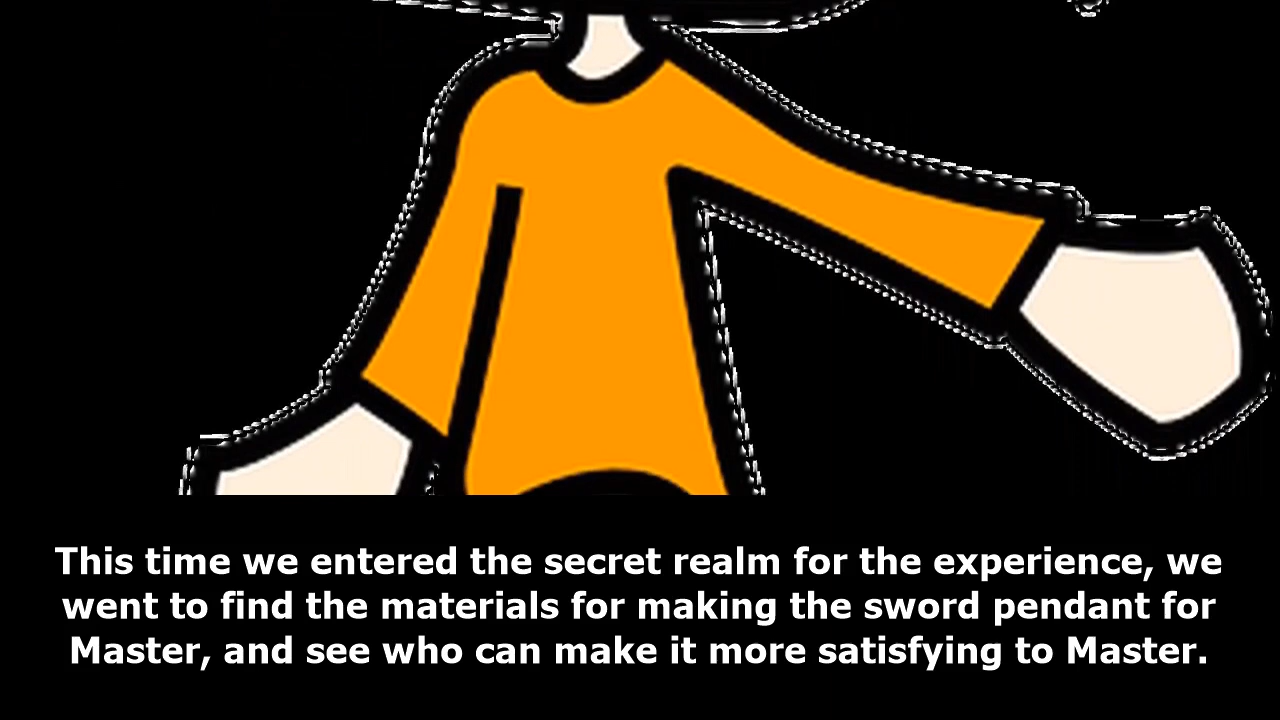 This time we entered the secret realm for the experience, we
went to find the materials for making the sword pendant for
Master, and see who can make it more satisfying to Master.